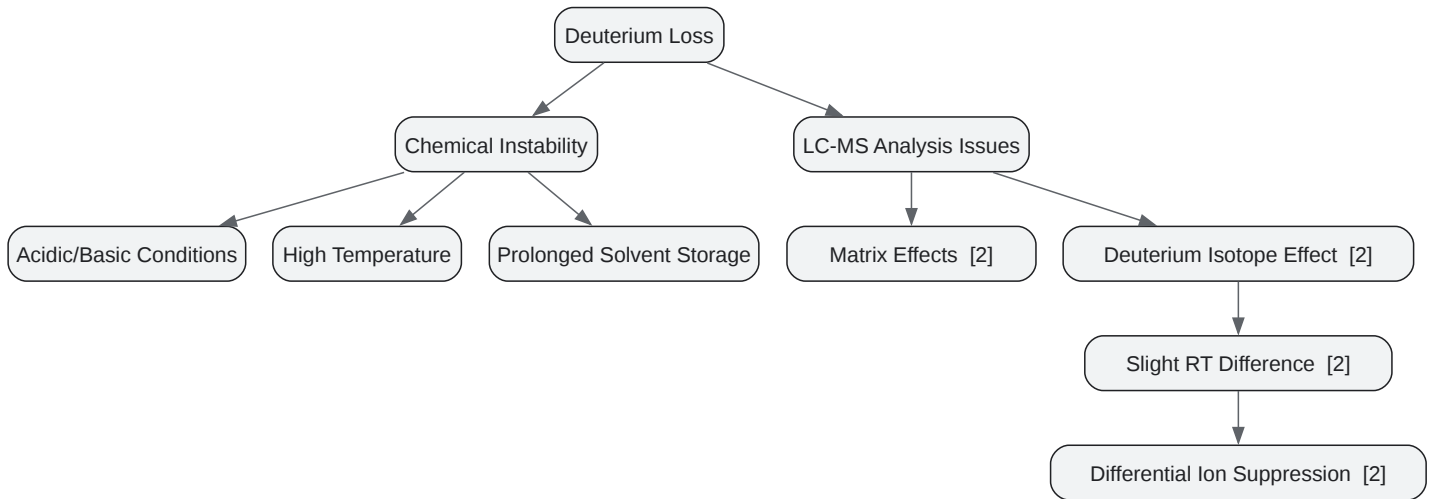 Deuterium Loss
Chemical Instability
LC-MS Analysis Issues
Acidic/Basic Conditions
High Temperature
Prolonged Solvent Storage
Matrix Effects [2]
Deuterium Isotope Effect [2]
Slight RT Difference [2]
Differential Ion Suppression [2]